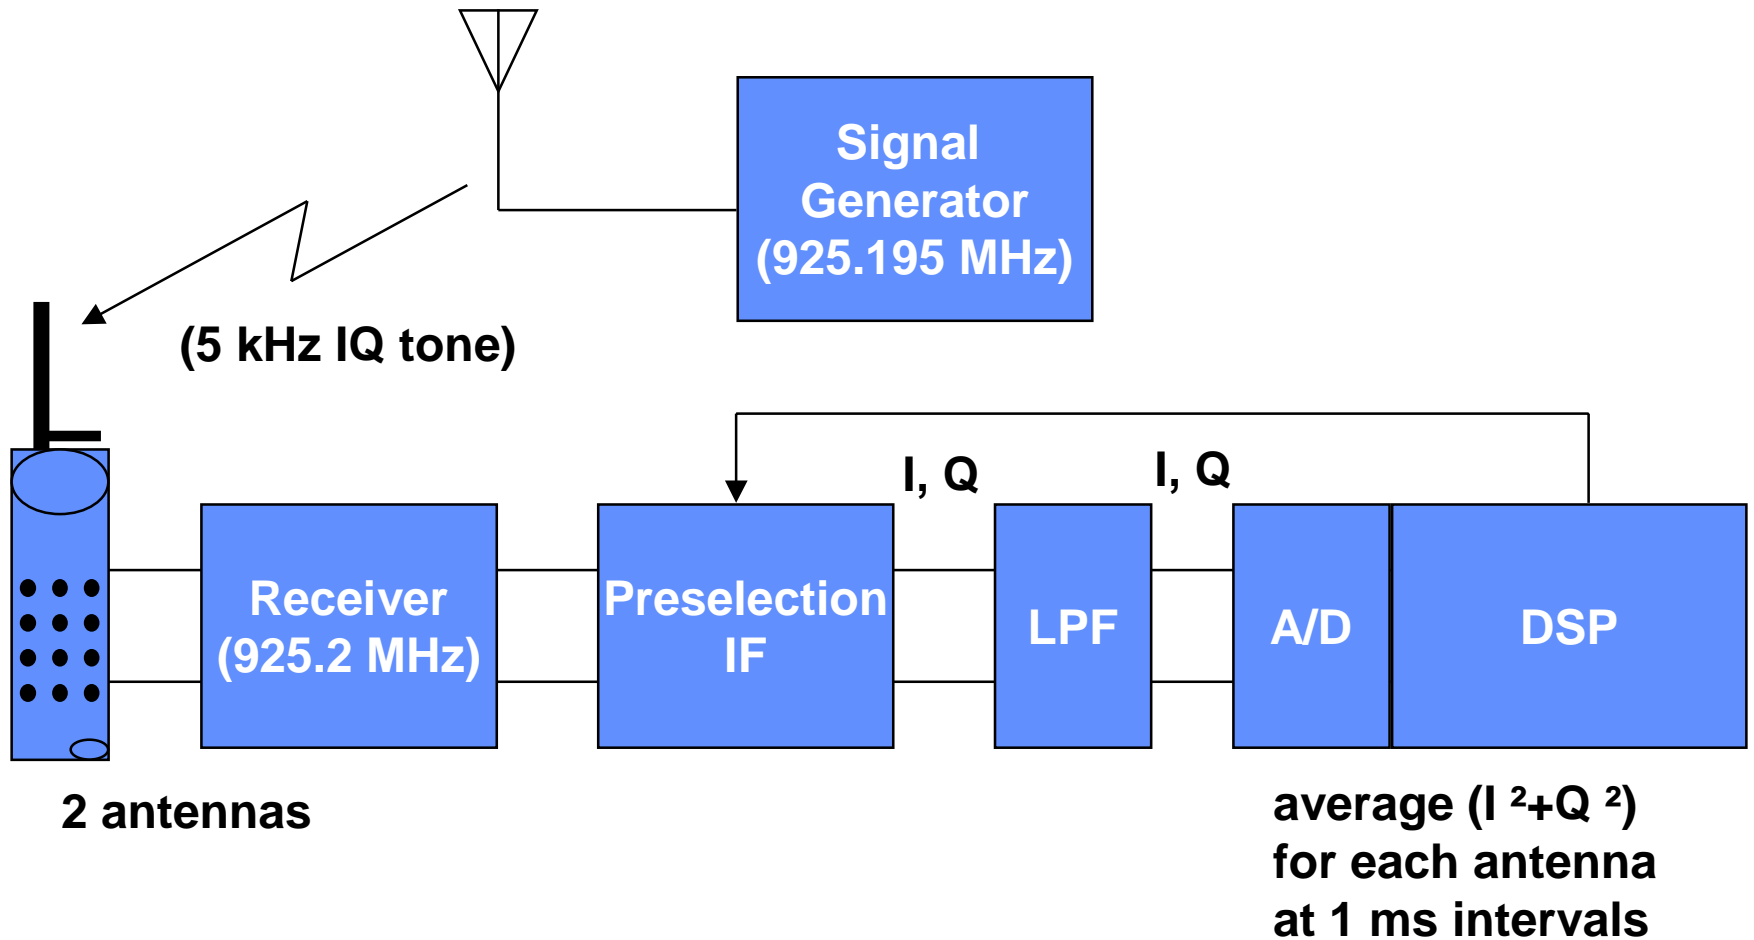 Signal
Generator
(925.195 MHz)
(5 kHz IQ tone)
I, Q
I, Q
Receiver
(925.2 MHz)
Preselection
IF
LPF
A/D
DSP
2 antennas
average (I ²+Q ²)
for each antenna
at 1 ms intervals